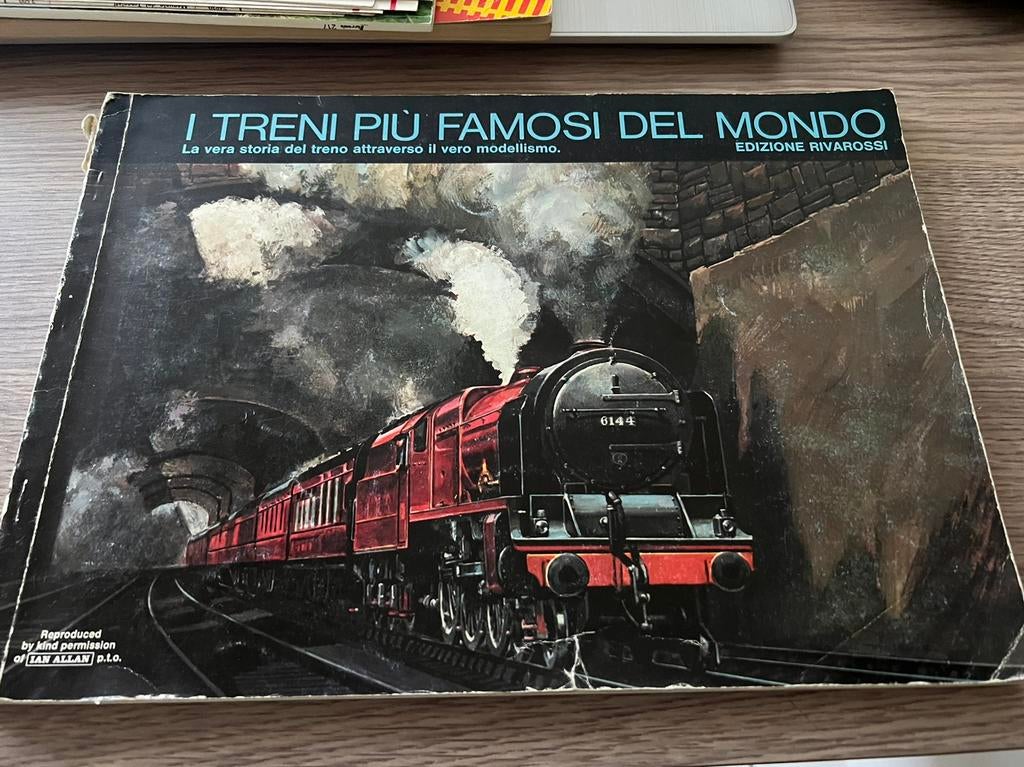 I TRENI PIÙ FAMOSI DEL MONDO
La vera storia del treno attraverso il vero modellismo.
EDIZIONE RIVAROSSI
6144
Reproduced
by kind permission
of IAN ALLAN p.t.o.